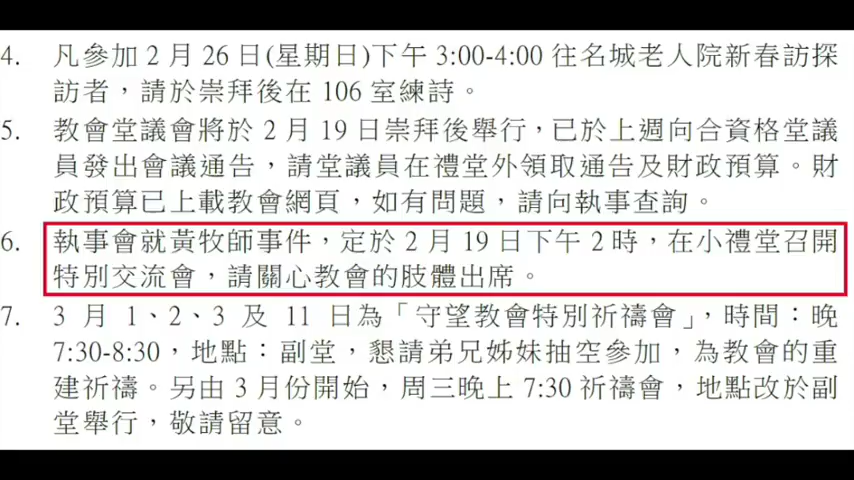 4. 凡參加 2 月 26 日(星期日)下午 3:00-4:00 往名城老人院新春訪探
訪者，請於崇拜後在 106 室練詩。
5. 教會堂議會將於 2 月 19 日崇拜後舉行，已於上週向合資格堂議
員發出會議通告，請堂議員在禮堂外領取通告及財政預算。財
政預算已上載教會網頁，如有問題，請向執事查詢。
6. 執事會就黃牧師事件，定於 2 月 19 日下午 2 時，在小禮堂召開
特別交流會，請關心教會的肢體出席。
7. 3 月 1、2、3 及 11 日為「守望教會特別祈禱會」，時間：晚
7:30-8:30，地點：副堂，懇請弟兄姊妹抽空參加，為教會的重
建祈禱。另由 3 月份開始，周三晚上 7:30 祈禱會，地點改於副
堂舉行，敬請留意。